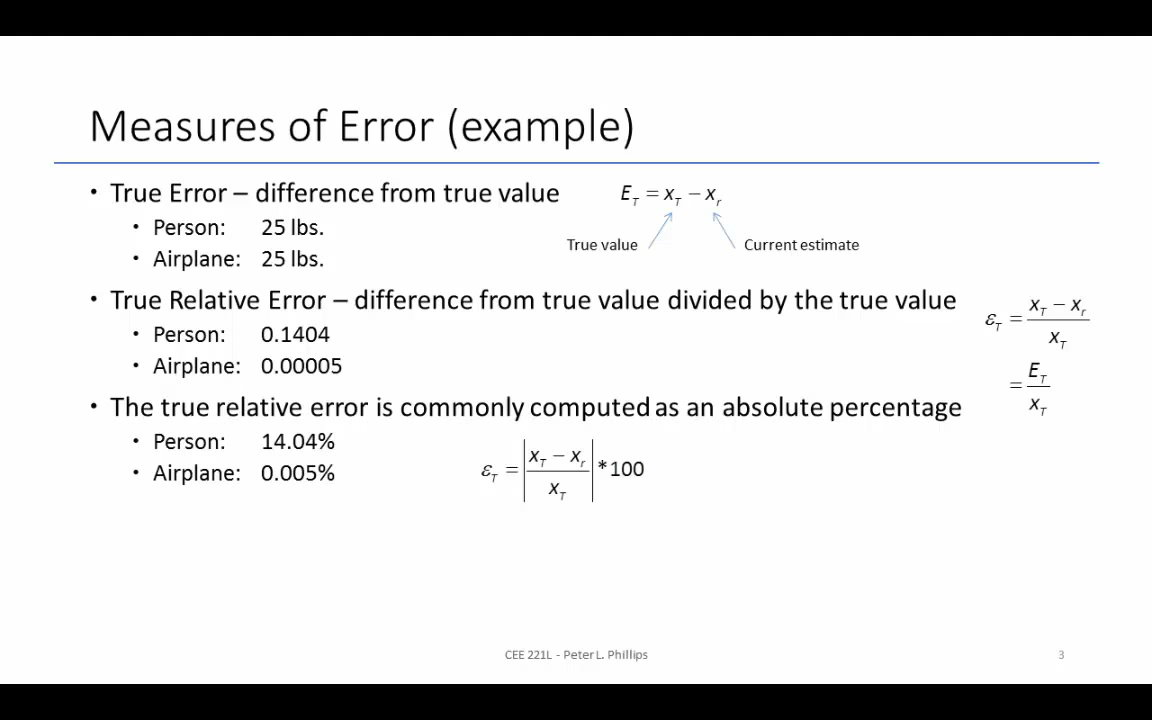 Measures of Error (example)
• True Error – difference from true value
E_T = x_T − x_r
• Person: 25 lbs.
True value
Current estimate
• Airplane: 25 lbs.
• True Relative Error – difference from true value divided by the true value
ε_T = (x_T − x_r) / x_T
• Person: 0.1404
• Airplane: 0.00005
= E_T / x_T
• The true relative error is commonly computed as an absolute percentage
• Person: 14.04%
• Airplane: 0.005%
ε_T = |(x_T − x_r) / x_T| *100
CEE 221L - Peter L. Phillips
3